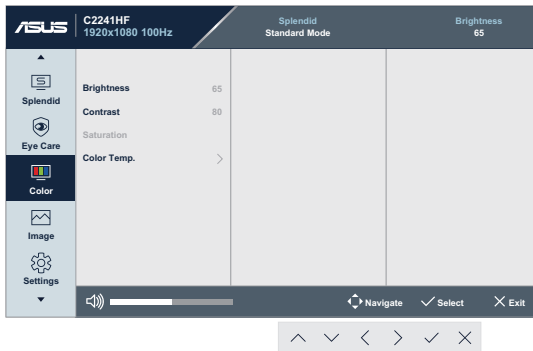 ASUS
C2241HF
1920x1080 100Hz
Splendid
Standard Mode
Brightness
65
Splendid
Eye Care
Color
Image
Settings
Brightness 65
Contrast 80
Saturation
Color Temp.
Navigate Select Exit